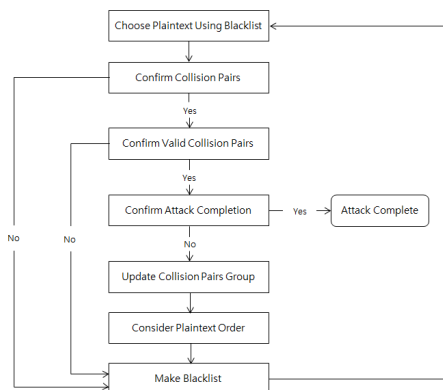 Choose Plaintext Using Blacklist
Confirm Collision Pairs
Yes
Confirm Valid Collision Pairs
Yes
Confirm Attack Completion
Yes
Attack Complete
No
No
No
Update Collision Pairs Group
Consider Plaintext Order
Make Blacklist